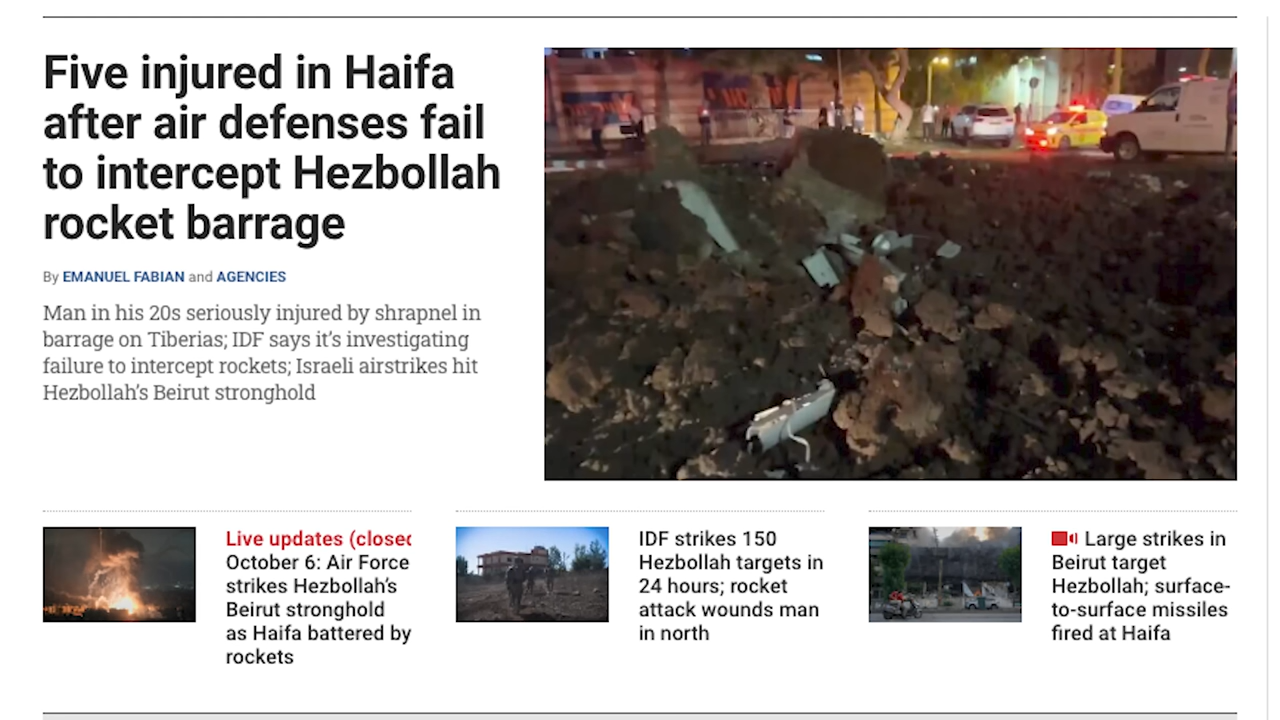 Five injured in Haifa
after air defenses fail
to intercept Hezbollah
rocket barrage
By EMANUEL FABIAN and AGENCIES
Man in his 20s seriously injured by shrapnel in
barrage on Tiberias; IDF says it's investigating
failure to intercept rockets; Israeli airstrikes hit
Hezbollah's Beirut stronghold
Live updates (closed
October 6: Air Force
strikes Hezbollah's
Beirut stronghold
as Haifa battered by
rockets
IDF strikes 150
Hezbollah targets in
24 hours; rocket
attack wounds man
in north
Large strikes in
Beirut target
Hezbollah; surface-
to-surface missiles
fired at Haifa